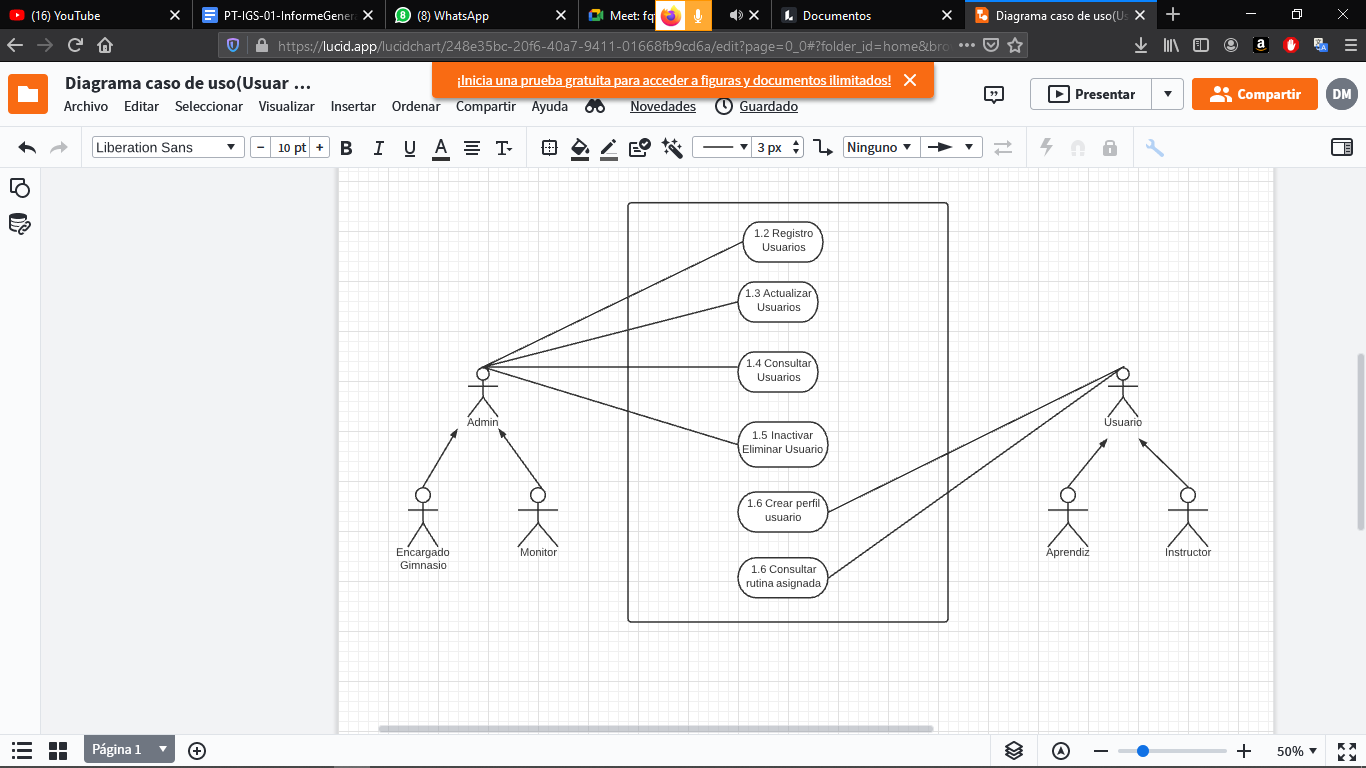 (16) YouTube
PT-IGS-01-InformeGener
(8) WhatsApp
Meet: fq
Documentos
Diagrama caso de uso(Us
https://lucid.app/lucidchart/248e35bc-20f6-40a7-9411-01668fb9cd6a/edit?page=0_0#?folder_id=home&bro
Diagrama caso de uso(Usuar ...
¡Inicia una prueba gratuita para acceder a figuras y documentos ilimitados!
Archivo Editar Seleccionar Visualizar Insertar Ordenar Compartir Ayuda Novedades Guardado
Presentar
Compartir
DM
Liberation Sans
10 pt
B I U A T
3 px
Ninguno
1.2 Registro
Usuarios
1.3 Actualizar
Usuarios
1.4 Consultar
Usuarios
Admin
Usuario
1.5 Inactivar
Eliminar Usuario
1.6 Crear perfil
usuario
Encargado
Gimnasio
Monitor
Aprendiz
Instructor
1.6 Consultar
rutina asignada
Página 1
50%